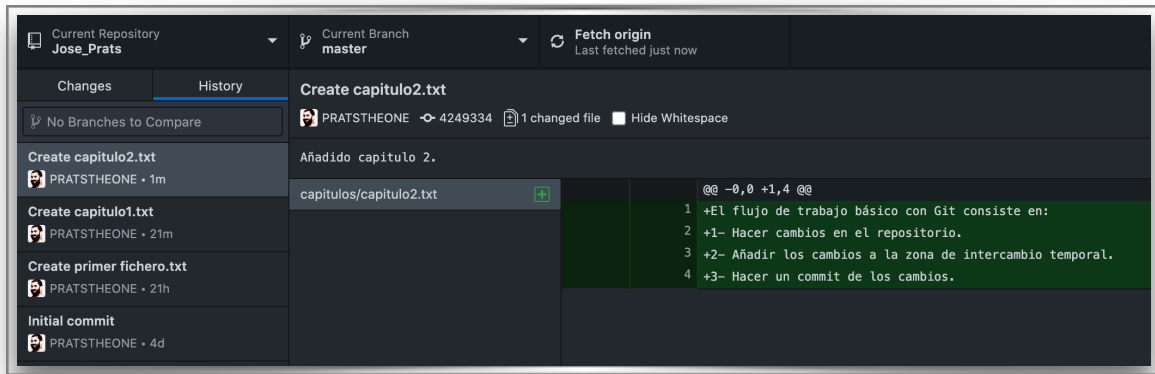 Current Repository
Jose_Prats
Current Branch
master
Fetch origin
Last fetched just now
Changes
History
No Branches to Compare
Create capitulo2.txt
PRATSTHEONE • 1m
Create capitulo1.txt
PRATSTHEONE • 21m
Create primer fichero.txt
PRATSTHEONE • 21h
Initial commit
PRATSTHEONE • 4d
Create capitulo2.txt
PRATSTHEONE 4249334 1 changed file Hide Whitespace
Añadido capitulo 2.
capitulos/capitulo2.txt
@@ -0,0 +1,4 @@
1 +El flujo de trabajo básico con Git consiste en:
2 +1- Hacer cambios en el repositorio.
3 +2- Añadir los cambios a la zona de intercambio temporal.
4 +3- Hacer un commit de los cambios.